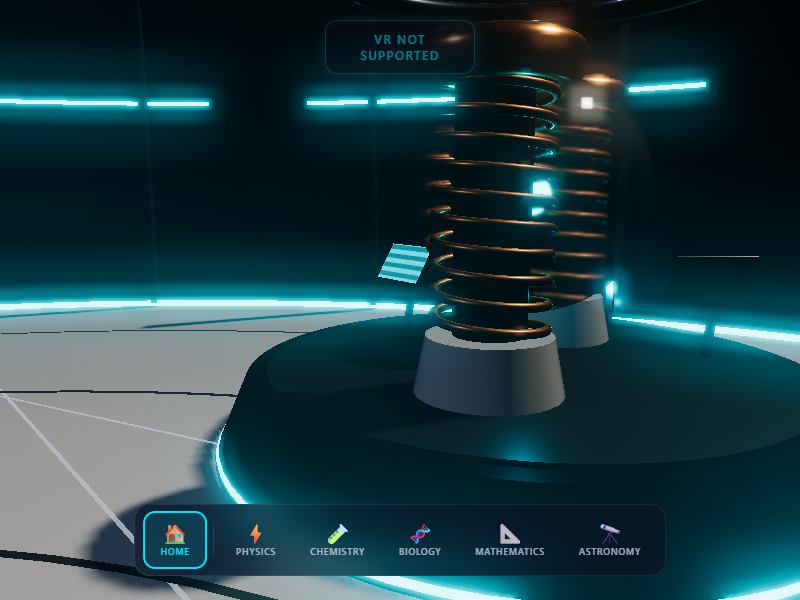 VR NOT
SUPPORTED
HOME
PHYSICS
CHEMISTRY
BIOLOGY
MATHEMATICS
ASTRONOMY